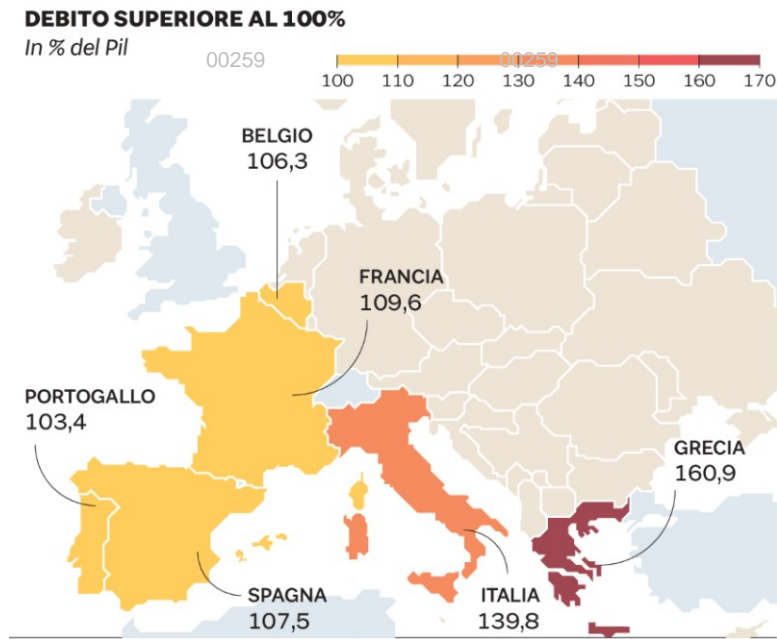 DEBITO SUPERIORE AL 100%
In % del Pil
00259
00259
100 110 120 130 140 150 160 170
BELGIO
106,3
FRANCIA
109,6
PORTOGALLO
103,4
GRECIA
160,9
SPAGNA
107,5
ITALIA
139,8